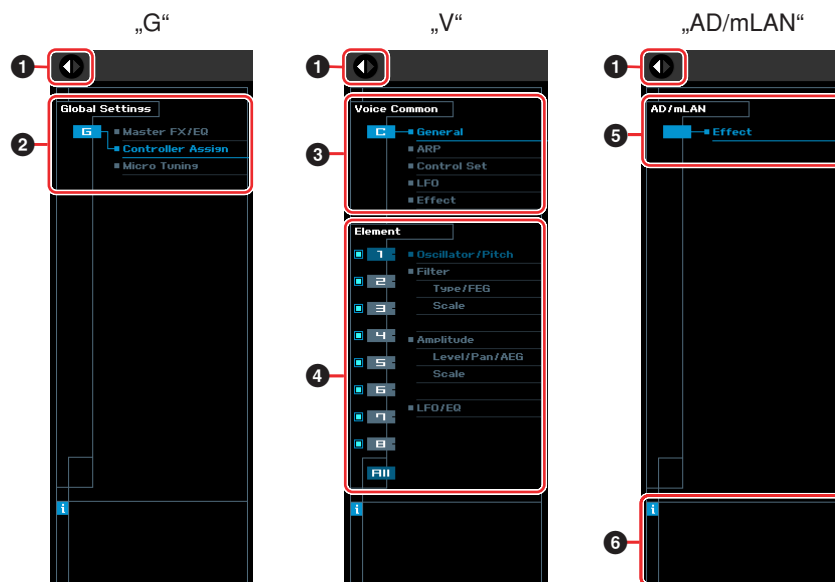 „G“
„V“
„AD/mLAN“
1
1
1
Global Settings
2
G
Master FX/EQ
Controller Assign
Micro Tuning
Voice Common
3
C
General
ARP
Control Set
LFO
Effect
AD/mLAN
5
Effect
Element
4
1
Oscillator/Pitch
2
Filter
Type/FEG
3
Scale
4
Amplitude
5
Level/Pan/AEG
Scale
6
7
LFO/EQ
8
All
i
i
6
i